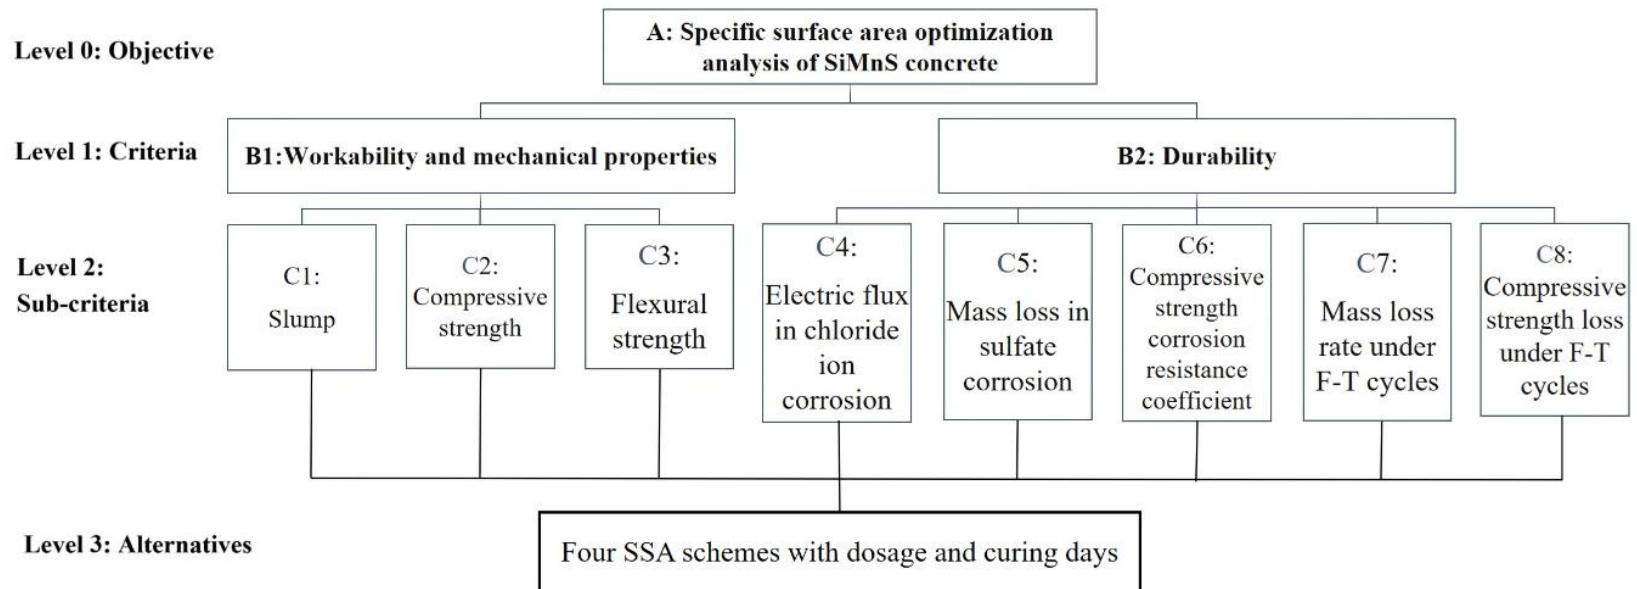 Level 0: Objective
A: Specific surface area optimization
analysis of SiMnS concrete
Level 1: Criteria
B1:Workability and mechanical properties
B2: Durability
Level 2:
Sub-criteria
C1:
Slump
C2:
Compressive
strength
C3:
Flexural
strength
C4:
Electric flux
in chloride
ion
corrosion
C5:
Mass loss in
sulfate
corrosion
C6:
Compressive
strength
corrosion
resistance
coefficient
C7:
Mass loss
rate under
F-T cycles
C8:
Compressive
strength loss
under F-T
cycles
Level 3: Alternatives
Four SSA schemes with dosage and curing days